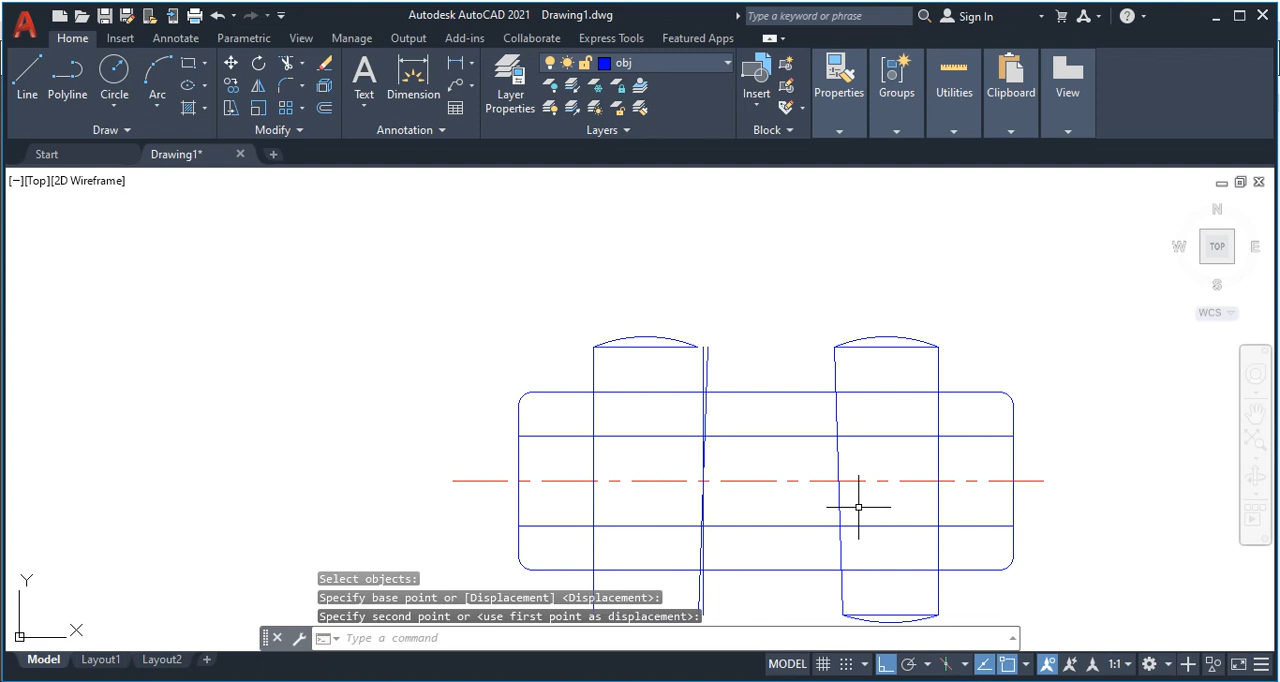 Autodesk AutoCAD 2021 Drawing1.dwg
Type a keyword or phrase
Sign In
Home Insert Annotate Parametric View Manage Output Add-ins Collaborate Express Tools Featured Apps
obj
Line Polyline Circle Arc
Text Dimension
Layer
Properties
Insert
Properties Groups Utilities Clipboard View
Draw Modify Annotation Layers Block
Start Drawing1*
[−][Top][2D Wireframe]
N
W TOP E
S
WCS
Y
X
Select objects:
Specify base point or [Displacement] <Displacement>:
Specify second point or <use first point as displacement>:
Type a command
Model Layout1 Layout2
MODEL 1:1